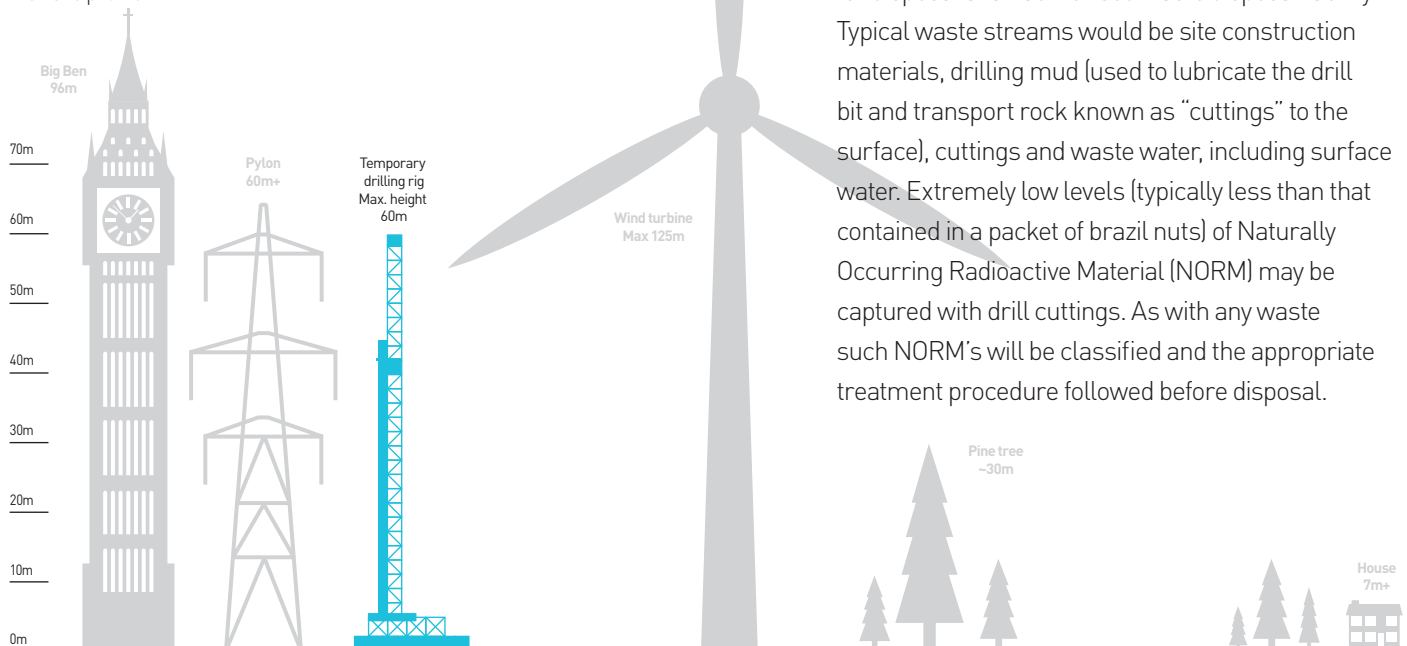 Big Ben
96m
70m
60m
50m
40m
30m
20m
10m
0m
Pylon
60m+
Temporary
drilling rig
Max. height
60m
Wind turbine
Max 125m
Typical waste streams would be site construction
materials, drilling mud (used to lubricate the drill
bit and transport rock known as “cuttings” to the
surface), cuttings and waste water, including surface
water. Extremely low levels (typically less than that
contained in a packet of brazil nuts) of Naturally
Occurring Radioactive Material (NORM) may be
captured with drill cuttings. As with any waste
such NORM’s will be classified and the appropriate
treatment procedure followed before disposal.
Pine tree
~30m
House
7m+